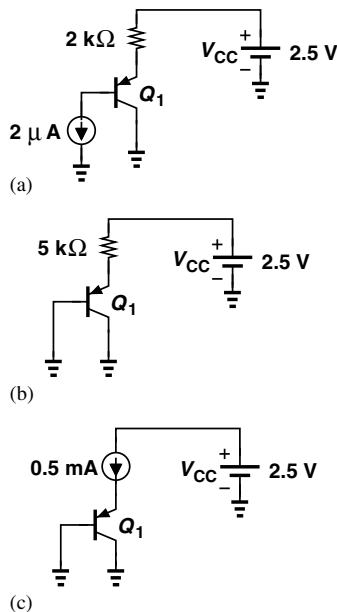 2 kΩ
+
V_CC 2.5 V
–
Q_1
2 μ A
(a)
5 kΩ
+
V_CC 2.5 V
–
Q_1
(b)
0.5 mA
+
V_CC 2.5 V
–
Q_1
(c)